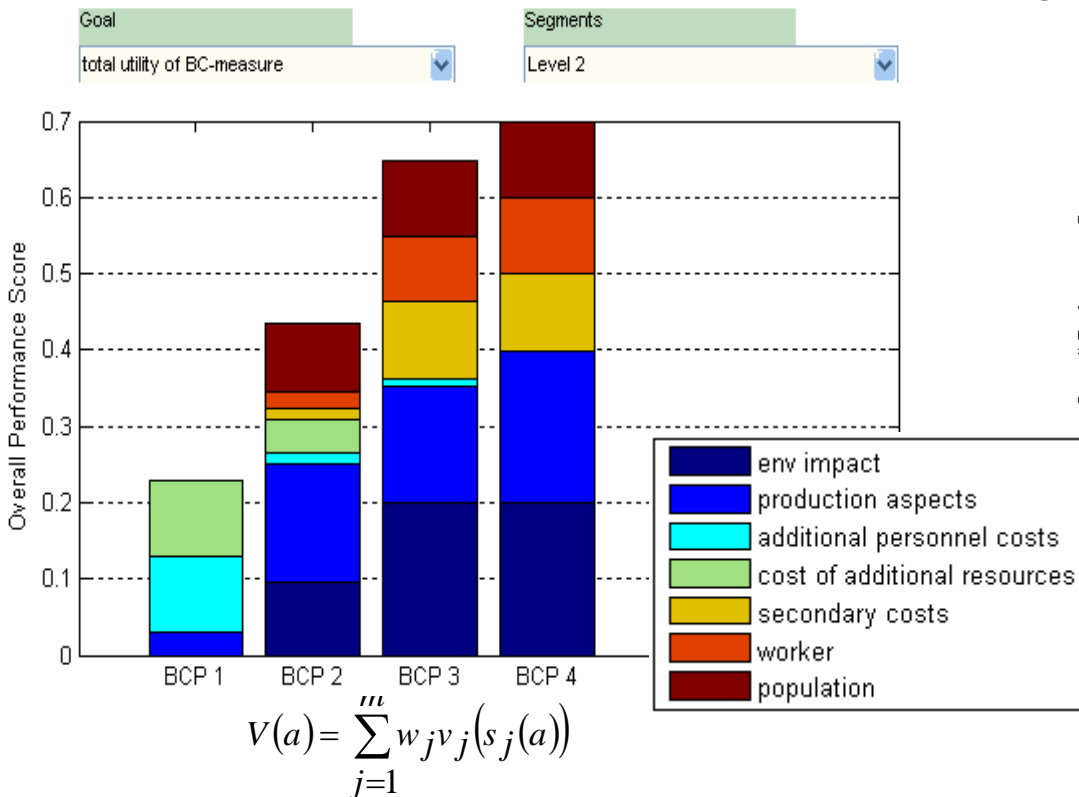 Goal
Segments
total utility of BC-measure
Level 2
0.7
0.6
0.5
0.4
0.3
0.2
0.1
0
Overall Performance Score
BCP 1
BCP 2
BCP 3
BCP 4
env impact
production aspects
additional personnel costs
cost of additional resources
secondary costs
worker
population
m
V(a)= ∑ w_j v_j(s_j(a))
j=1